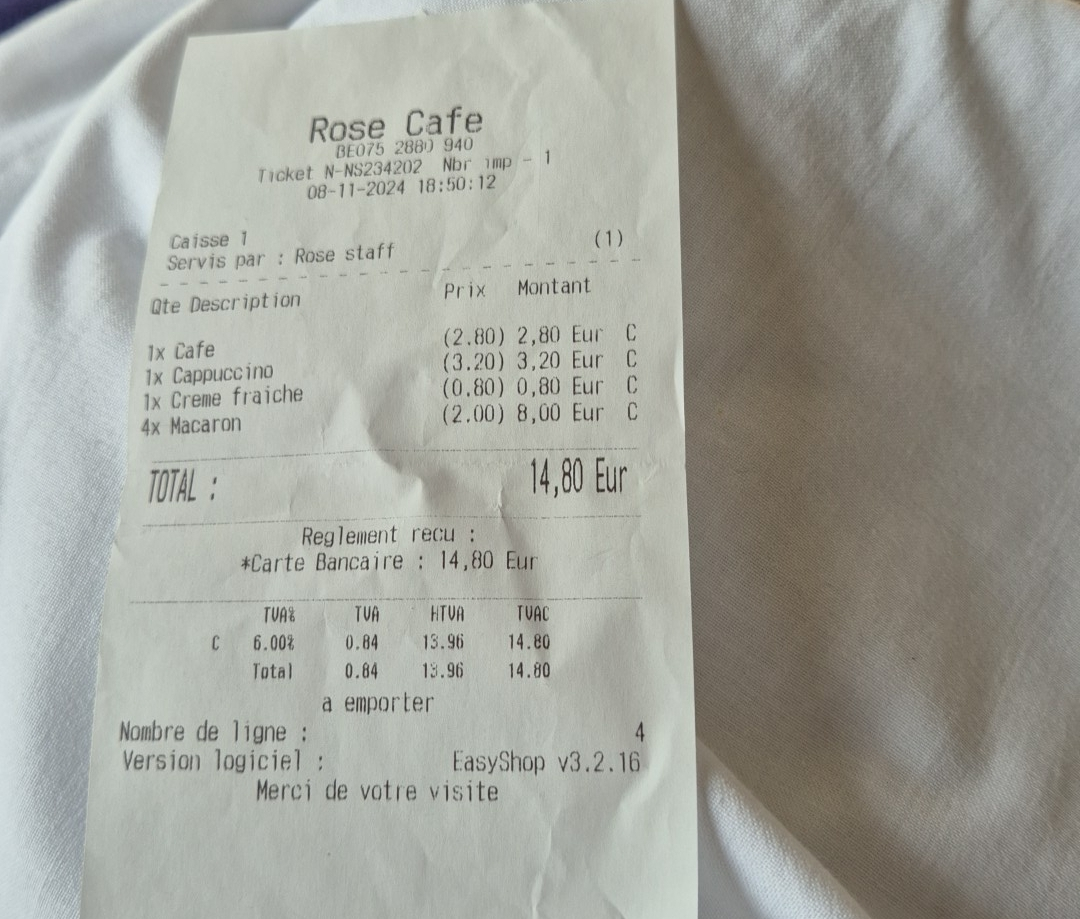 Rose Cafe
BE075 2880 940
Ticket N-NS234202 Nbr imp - 1
08-11-2024 18:50:12
Caisse 1 (1)
Servis par : Rose staff
Qte Description Prix Montant
1x Cafe (2.80) 2,80 Eur C
1x Cappuccino (3.20) 3,20 Eur C
1x Creme fraiche (0.80) 0,80 Eur C
4x Macaron (2.00) 8,00 Eur C
TOTAL : 14,80 Eur
Reglement recu :
*Carte Bancaire : 14,80 Eur
TVA% TVA HTVA TVAC
C 6.00% 0.84 13.96 14.80
Total 0.84 13.96 14.80
a emporter
Nombre de ligne : 4
Version logiciel : EasyShop v3.2.16
Merci de votre visite